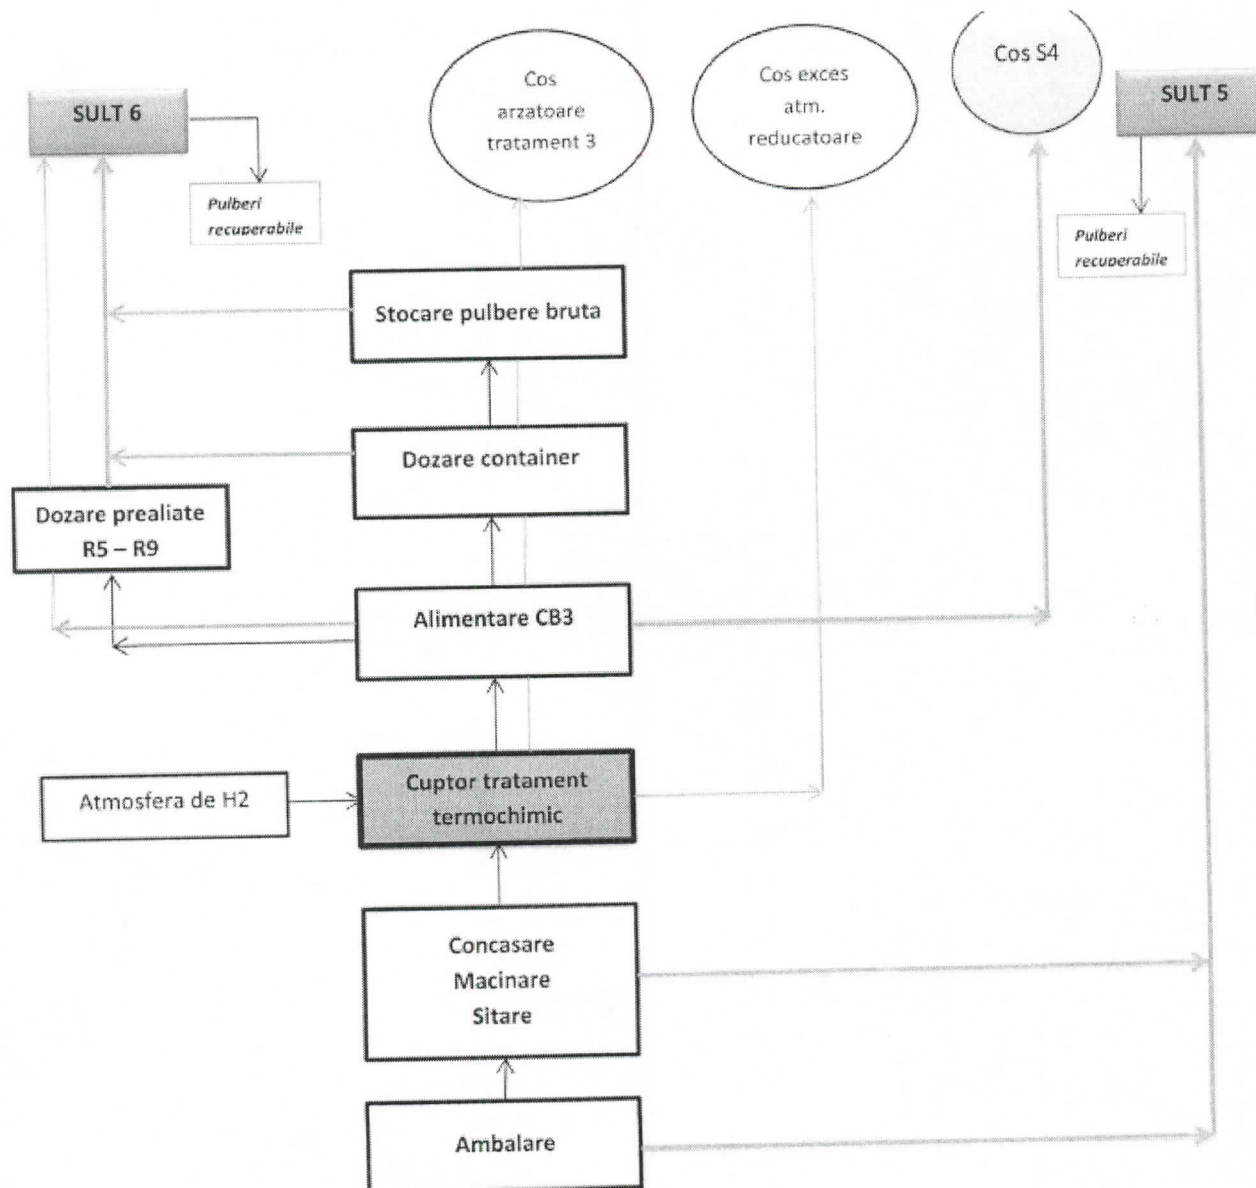 Cos S4
Cos
arzatoare
tratament 3
Cos exces
atm.
reducatoare
SULT 6
SULT 5
Pulberi
recuperabile
Pulberi
recuperabile
Stocare pulbere bruta
Dozare container
Dozare prealiate
R5 – R9
Alimentare CB3
Atmosfera de H2
Cuptor tratament
termochimic
Concasare
Macinare
Sitare
Ambalare